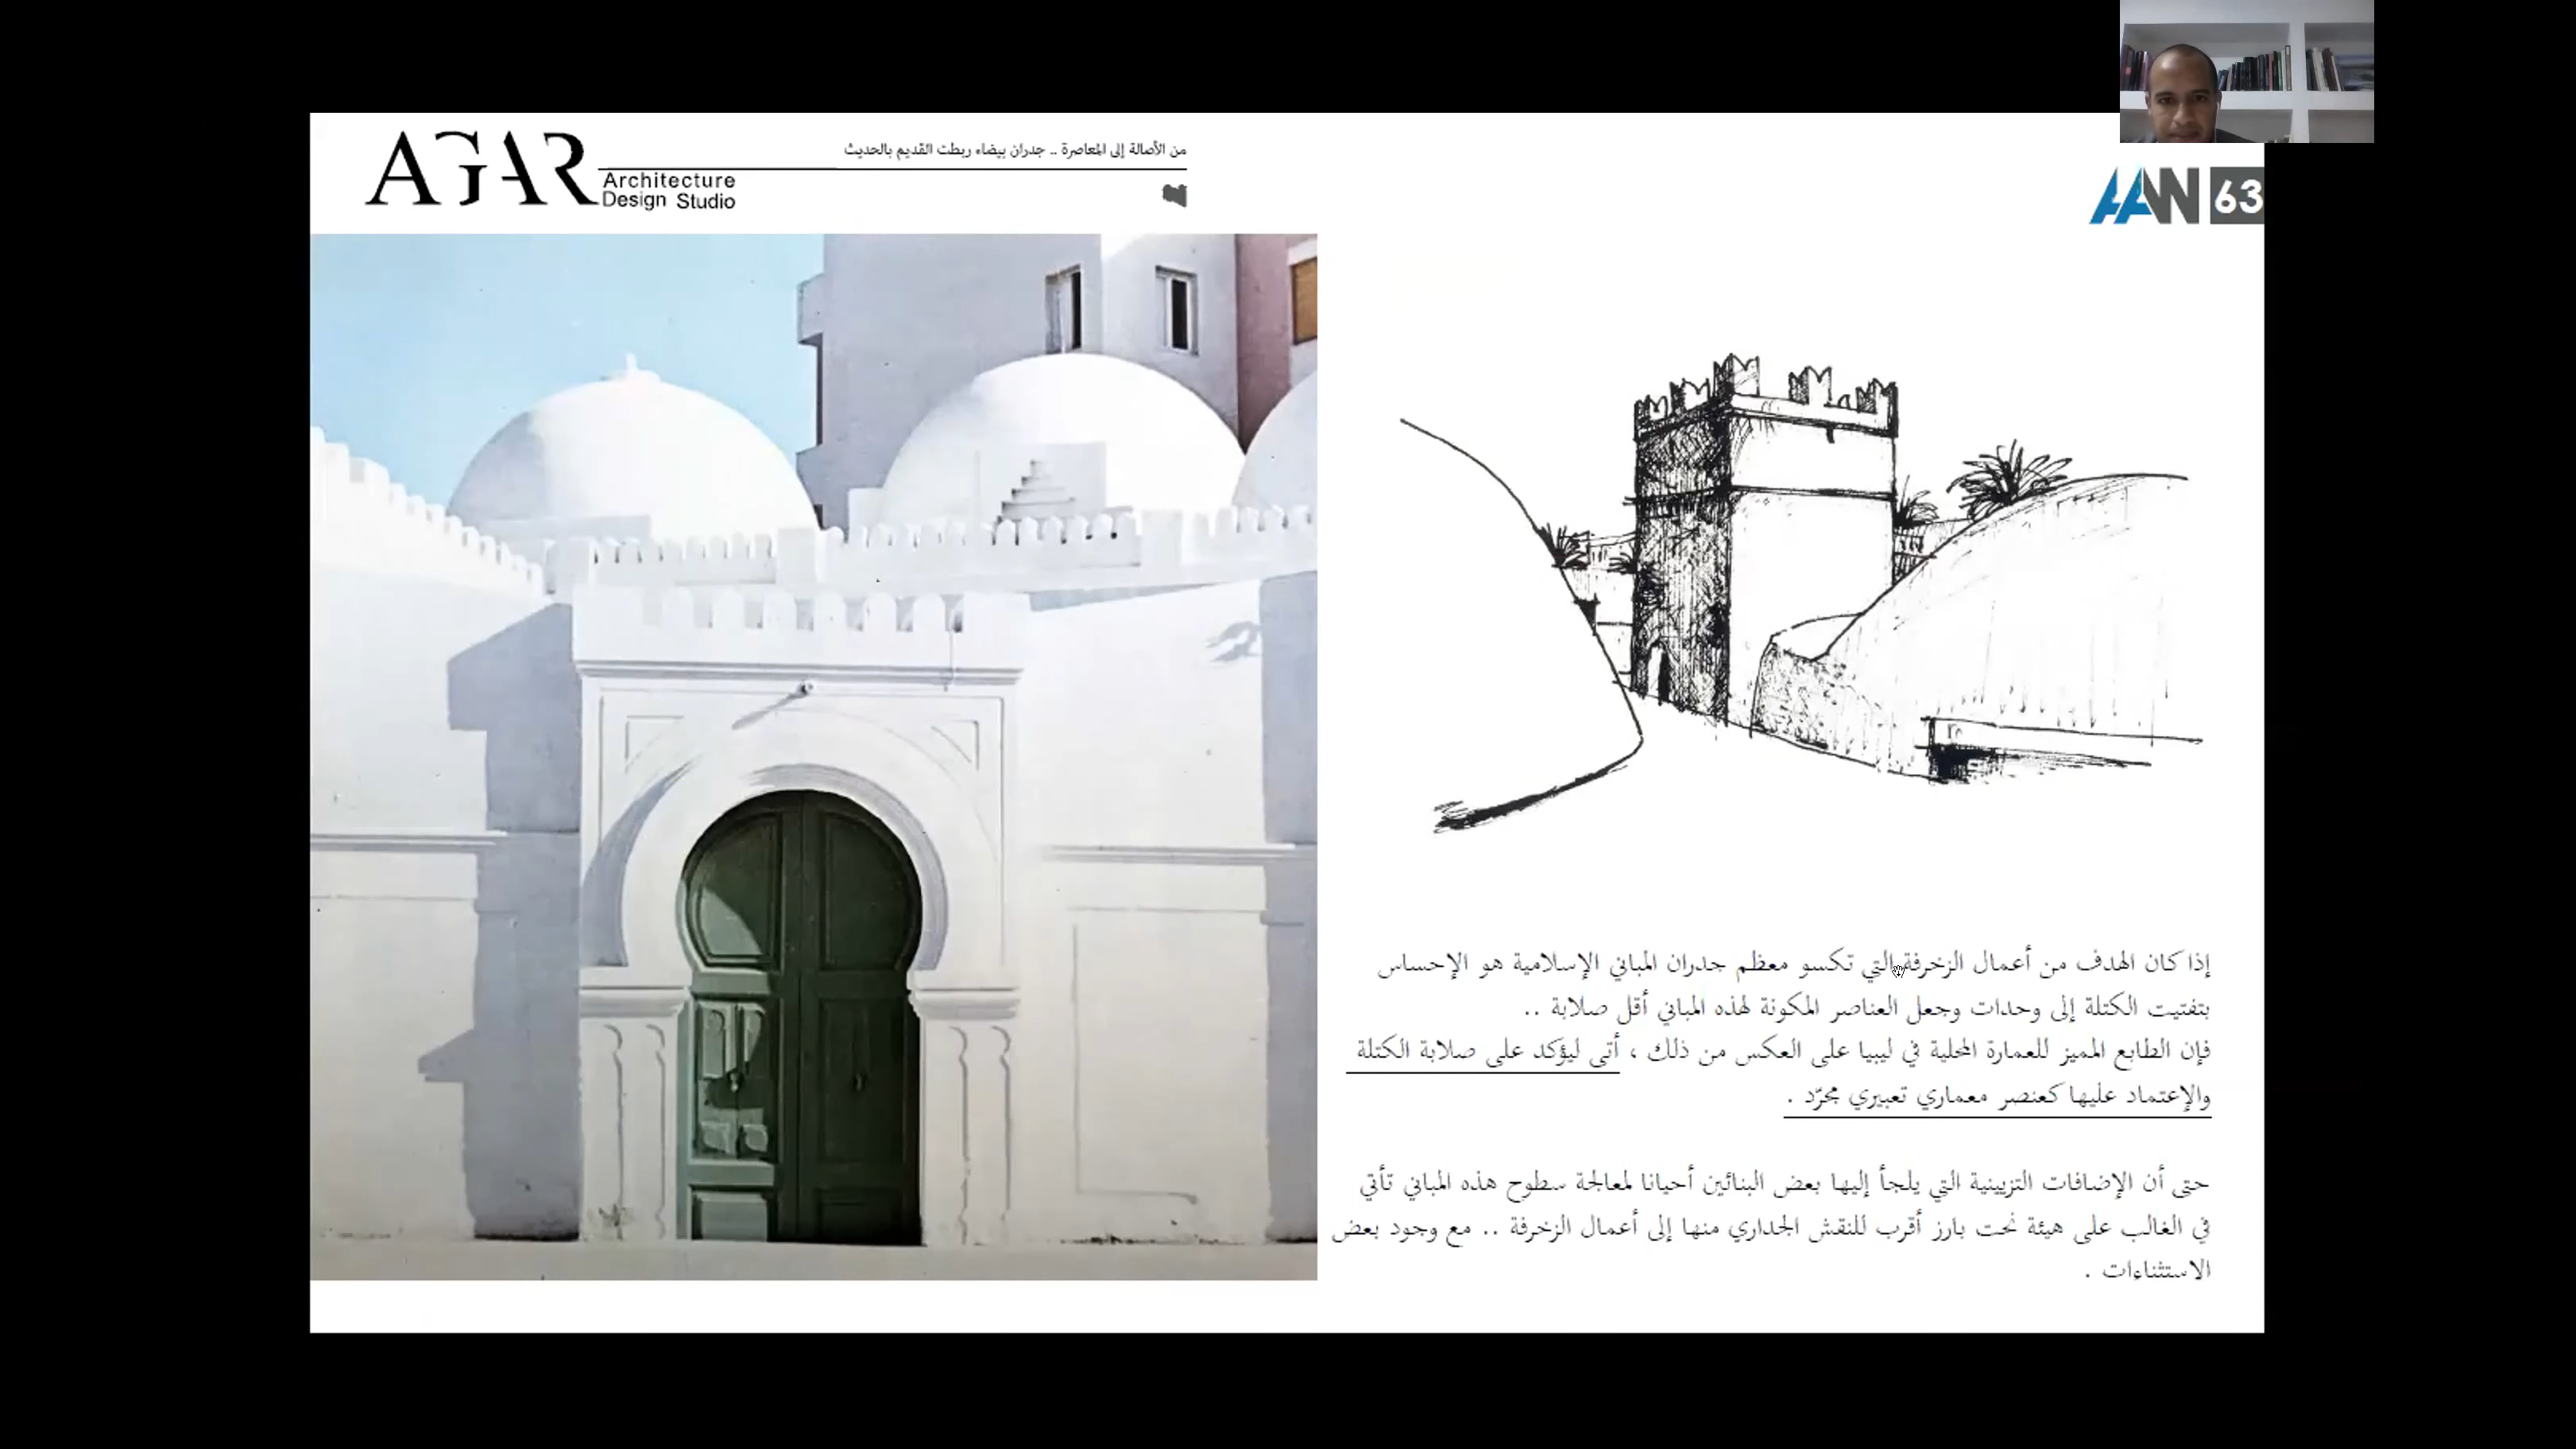 AGAR
Architecture
Design Studio
من الأصالة إلى المعاصرة .. جدران بيضاء ربطت القديم بالحديث
AAN 63
إذا كان الهدف من أعمال الزخرفة التي تكسو معظم جدران المباني الإسلامية هو الإحساس
بتفتيت الكتلة إلى وحدات وجعل العناصر المكونة لهذه المباني أقل صلابة ..
فإن الطابع المميز للعمارة المحلية في ليبيا على العكس من ذلك ، أتى ليؤكد على صلابة الكتلة
والإعتماد عليها كعنصر معماري تعبيري مجرّد .
حتى أن الإضافات التزيينية التي يلجأ إليها بعض البنائين أحيانا لمعالجة سطوح هذه المباني تأتي
في الغالب على هيئة نحت بارز أقرب للنقش الجداري منها إلى أعمال الزخرفة .. مع وجود بعض
الاستثناءات .